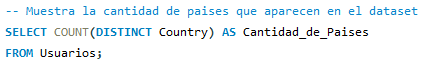 -- Muestra la cantidad de paises que aparecen en el dataset
SELECT COUNT(DISTINCT Country) AS Cantidad_de_Paises
FROM Usuarios;